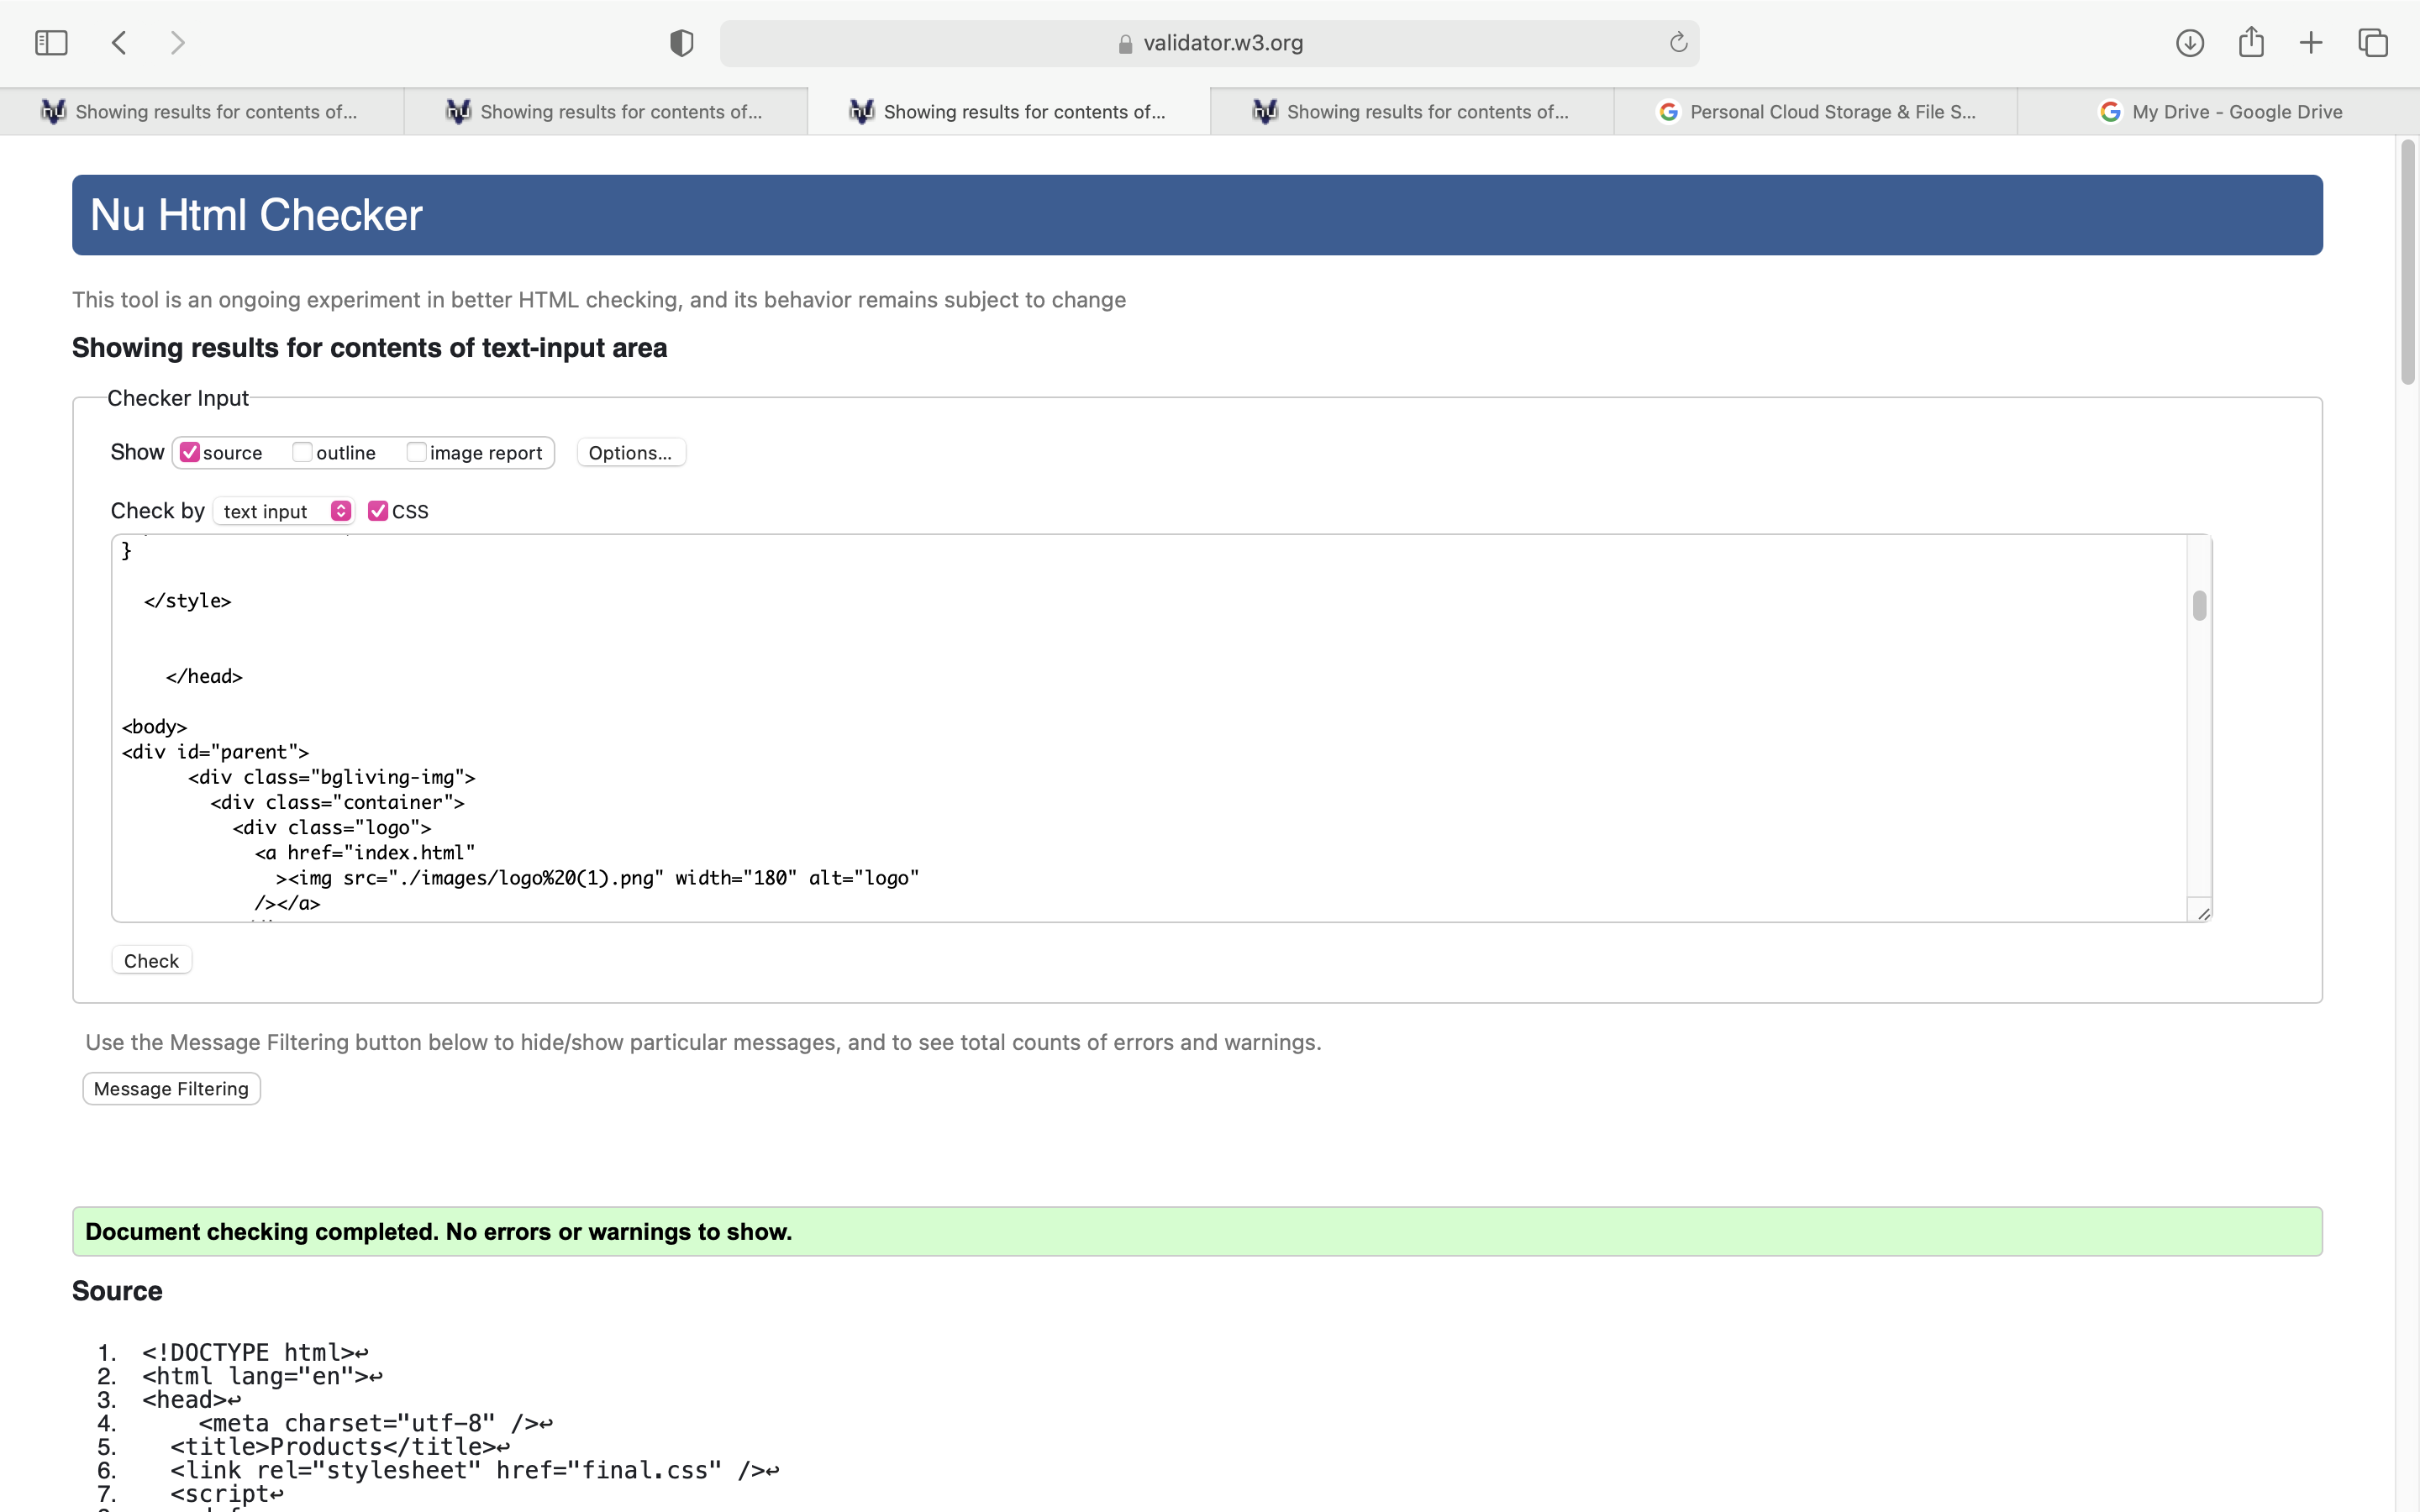 validator.w3.org
Showing results for contents of...
Showing results for contents of...
Showing results for contents of...
Showing results for contents of...
Personal Cloud Storage & File S...
My Drive - Google Drive
Nu Html Checker
This tool is an ongoing experiment in better HTML checking, and its behavior remains subject to change
Showing results for contents of text-input area
Checker Input
Show source outline image report Options...
Check by text input CSS
}
</style>
</head>
<body>
<div id="parent">
<div class="bgliving-img">
<div class="container">
<div class="logo">
<a href="index.html"
><img src="./images/logo%20(1).png" width="180" alt="logo"
/></a>
Check
Use the Message Filtering button below to hide/show particular messages, and to see total counts of errors and warnings.
Message Filtering
Document checking completed. No errors or warnings to show.
Source
1. <!DOCTYPE html>↩
2. <html lang="en">↩
3. <head>↩
4. <meta charset="utf-8" />↩
5. <title>Products</title>↩
6. <link rel="stylesheet" href="final.css" />↩
7. <script↩